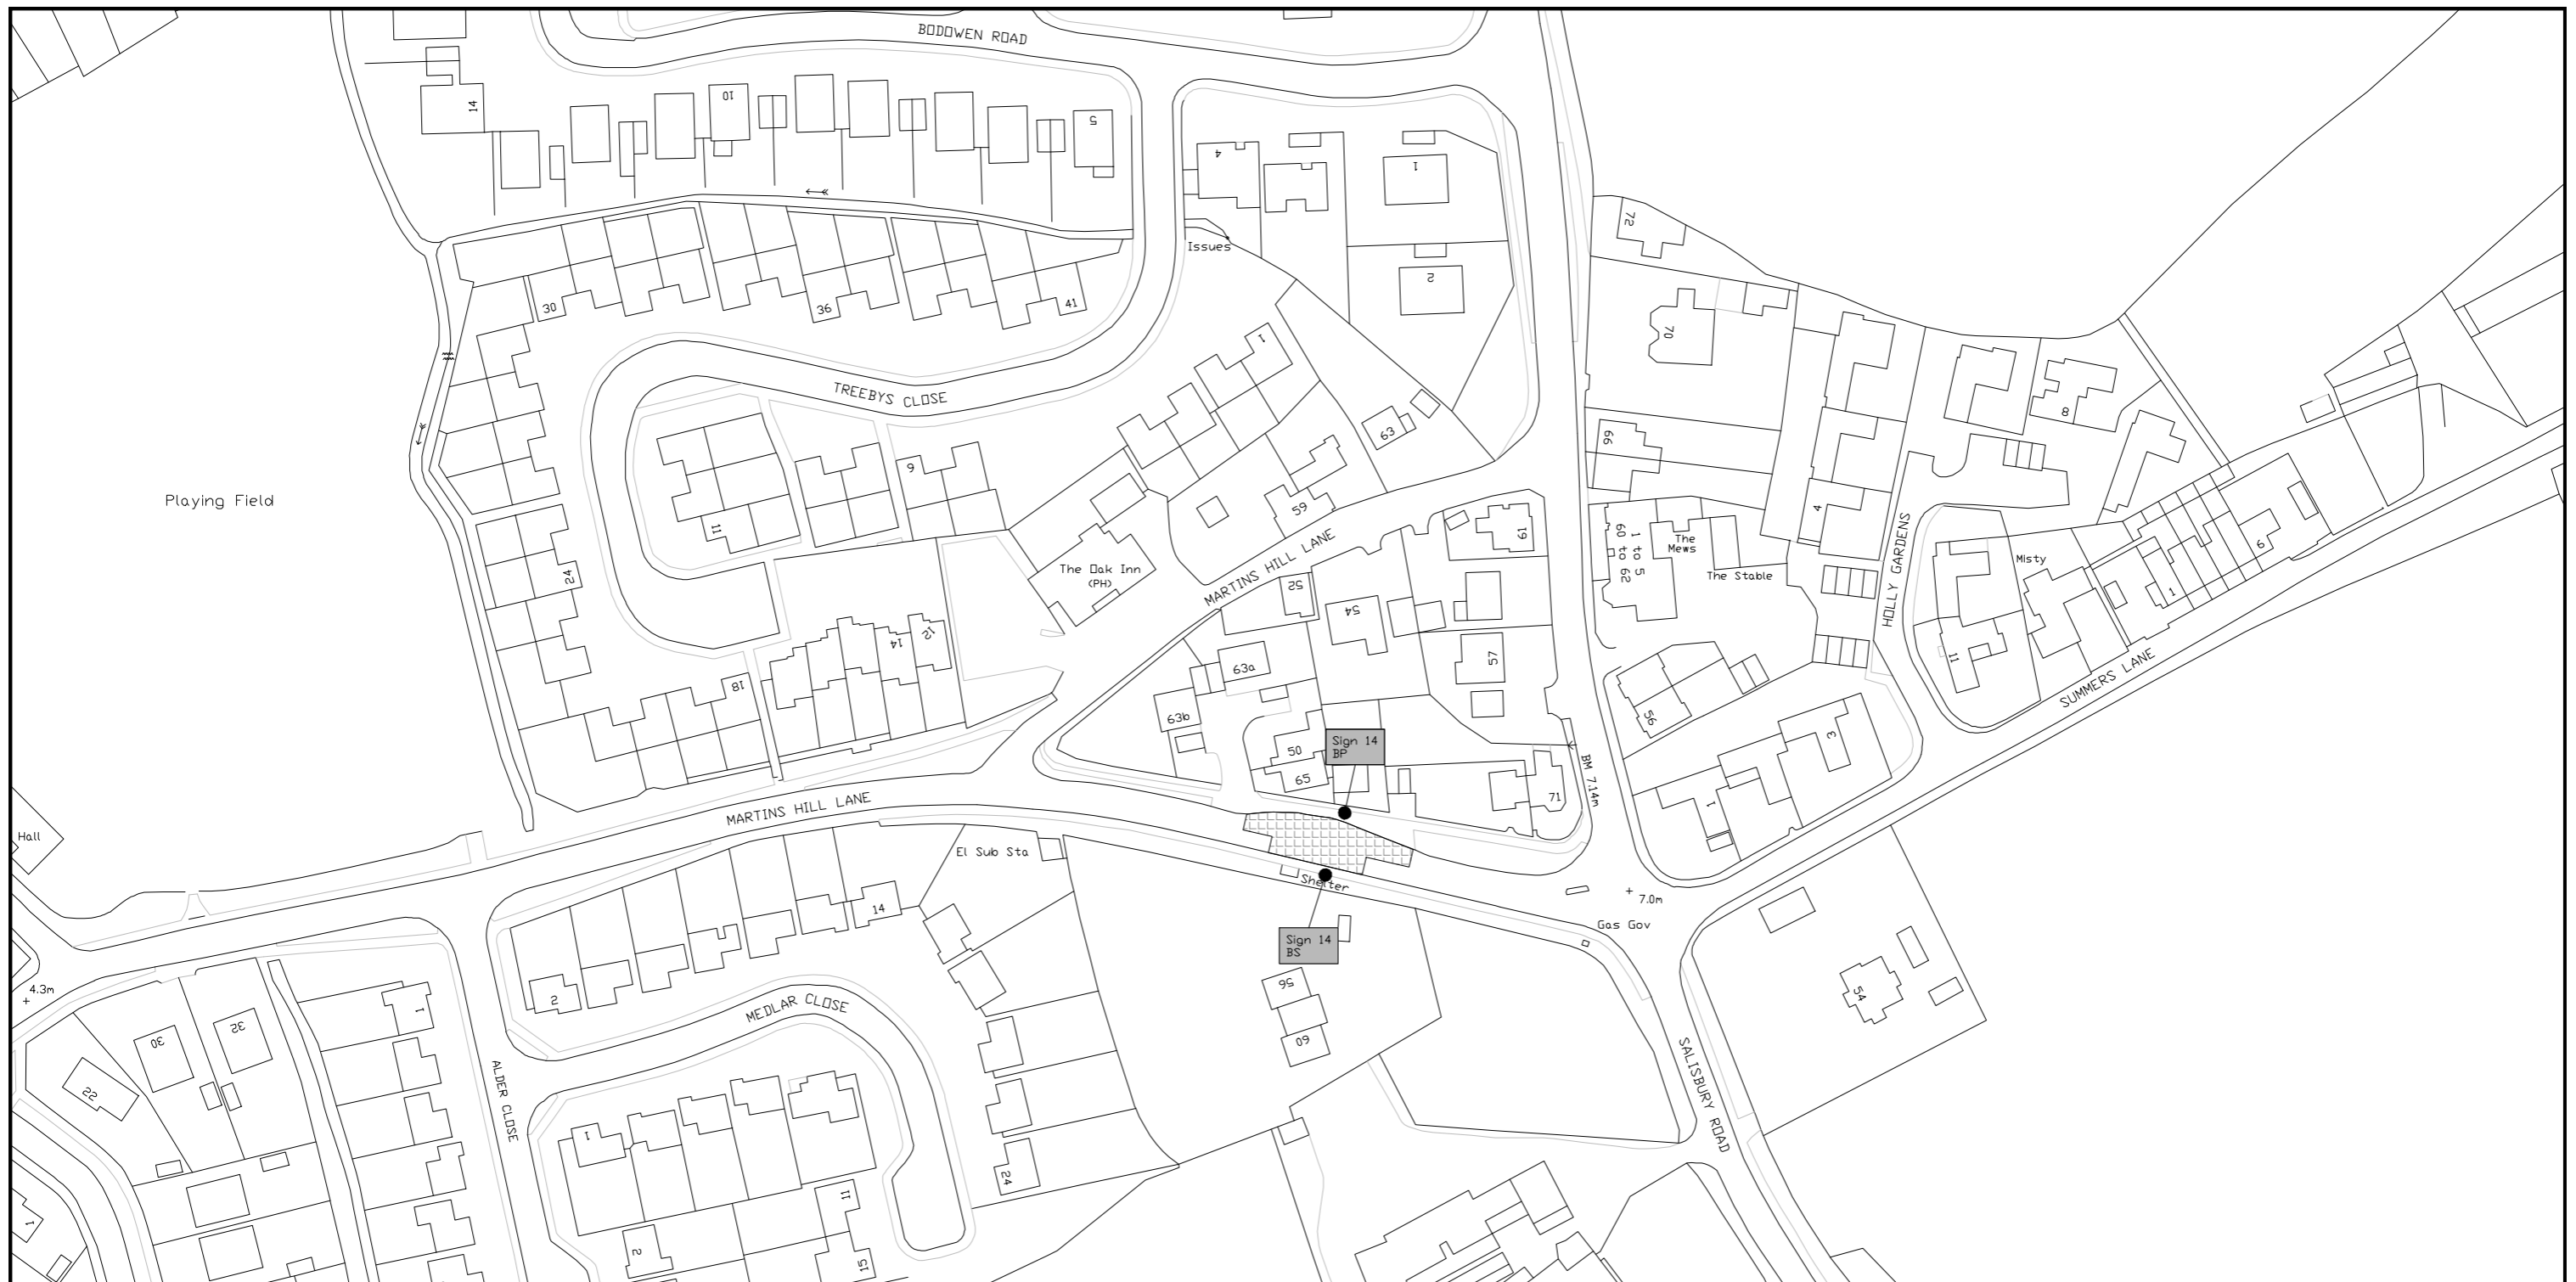 BODOWEN ROAD
14
10
5
4
1
Issues
2
72
70
30
36
41
TREEBYS CLOSE
1
63
66
8
9
11
59
4
61
Playing Field
24
The Oak Inn
(PH)
MARTINS HILL LANE
52
54
1 to 5
60 to 62
The
Mews
The Stable
HOLLY GARDENS
Misty
6
1
11
SUMMERS LANE
14
12
18
63a
63b
57
56
50
65
Sign 14
BP
71
BM 7.14m
3
1
MARTINS HILL LANE
Hall
El Sub Sta
Shelter
7.0m
Gas Gov
14
2
Sign 14
BS
4.3m
1
30
32
22
MEDLAR CLOSE
ALDER CLOSE
56
60
54
SALISBURY ROAD
1
24
11
2
15
1